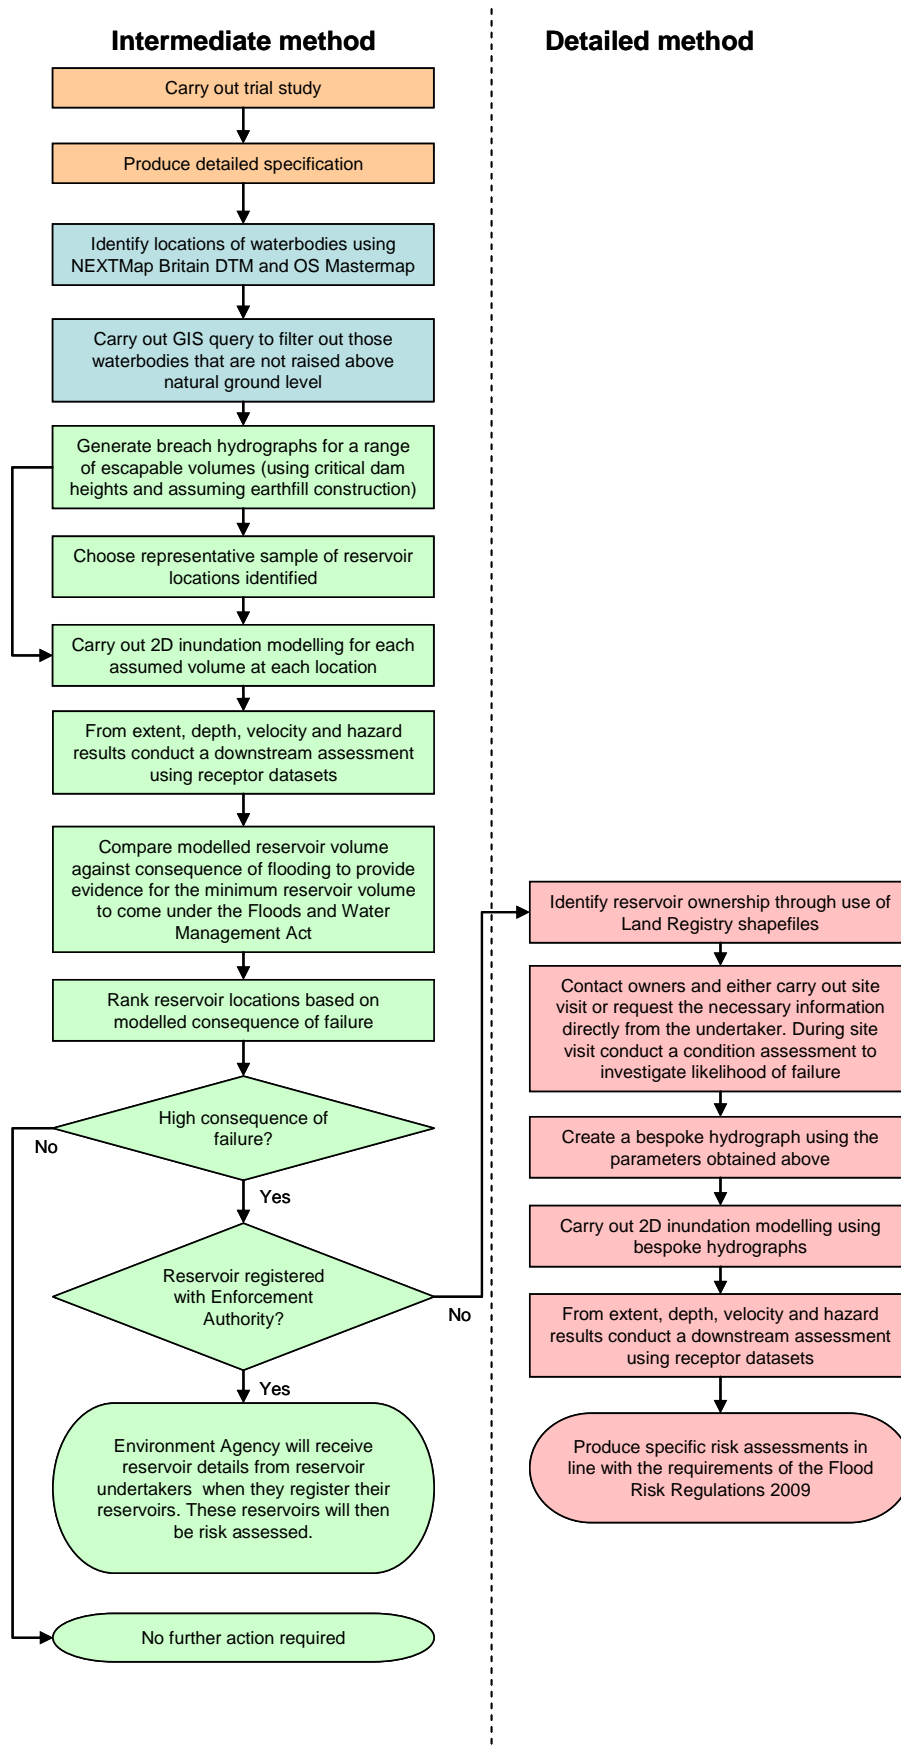 Intermediate method
Carry out trial study
Produce detailed specification
Identify locations of waterbodies using
NEXTMap Britain DTM and OS Mastermap
Carry out GIS query to filter out those
waterbodies that are not raised above
natural ground level
Generate breach hydrographs for a range
of escapable volumes (using critical dam
heights and assuming earthfill construction)
Choose representative sample of reservoir
locations identified
Carry out 2D inundation modelling for each
assumed volume at each location
From extent, depth, velocity and hazard
results conduct a downstream assessment
using receptor datasets
Compare modelled reservoir volume
against consequence of flooding to provide
evidence for the minimum reservoir volume
to come under the Floods and Water
Management Act
Rank reservoir locations based on
modelled consequence of failure
High consequence of
failure?
No
Yes
Reservoir registered
with Enforcement
Authority?
No
Yes
Environment Agency will receive
reservoir details from reservoir
undertakers when they register their
reservoirs. These reservoirs will then
be risk assessed.
No further action required
Detailed method
Identify reservoir ownership through use of
Land Registry shapefiles
Contact owners and either carry out site
visit or request the necessary information
directly from the undertaker. During site
visit conduct a condition assessment to
investigate likelihood of failure
Create a bespoke hydrograph using the
parameters obtained above
Carry out 2D inundation modelling using
bespoke hydrographs
From extent, depth, velocity and hazard
results conduct a downstream assessment
using receptor datasets
Produce specific risk assessments in
line with the requirements of the Flood
Risk Regulations 2009